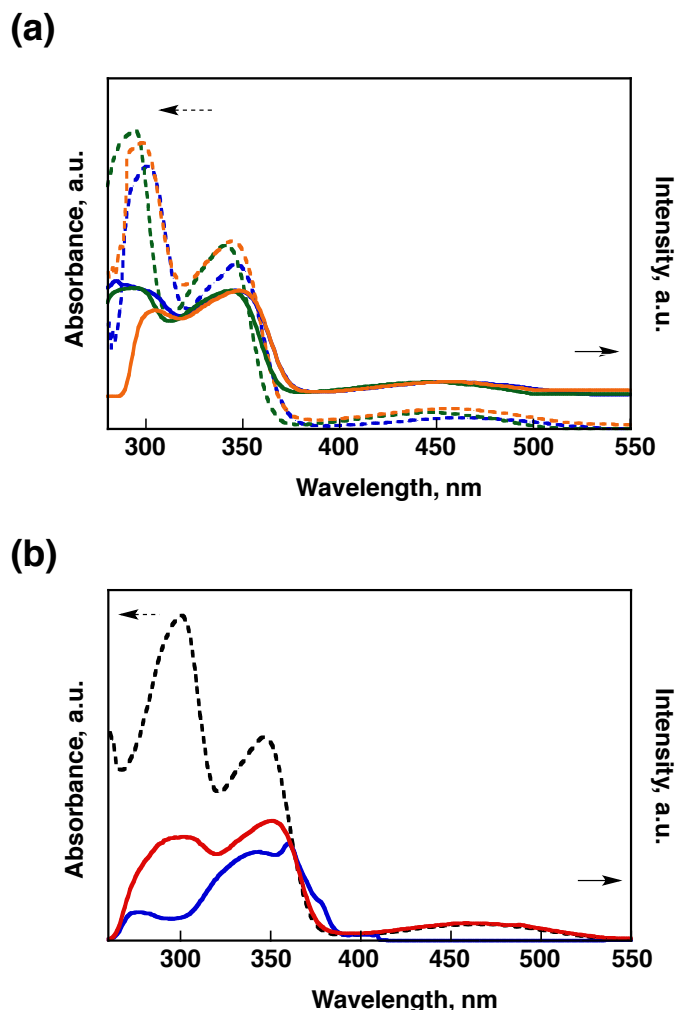 (a)
Absorbance, a.u.
Intensity, a.u.
300 350 400 450 500 550
Wavelength, nm
(b)
Absorbance, a.u.
Intensity, a.u.
300 350 400 450 500 550
Wavelength, nm